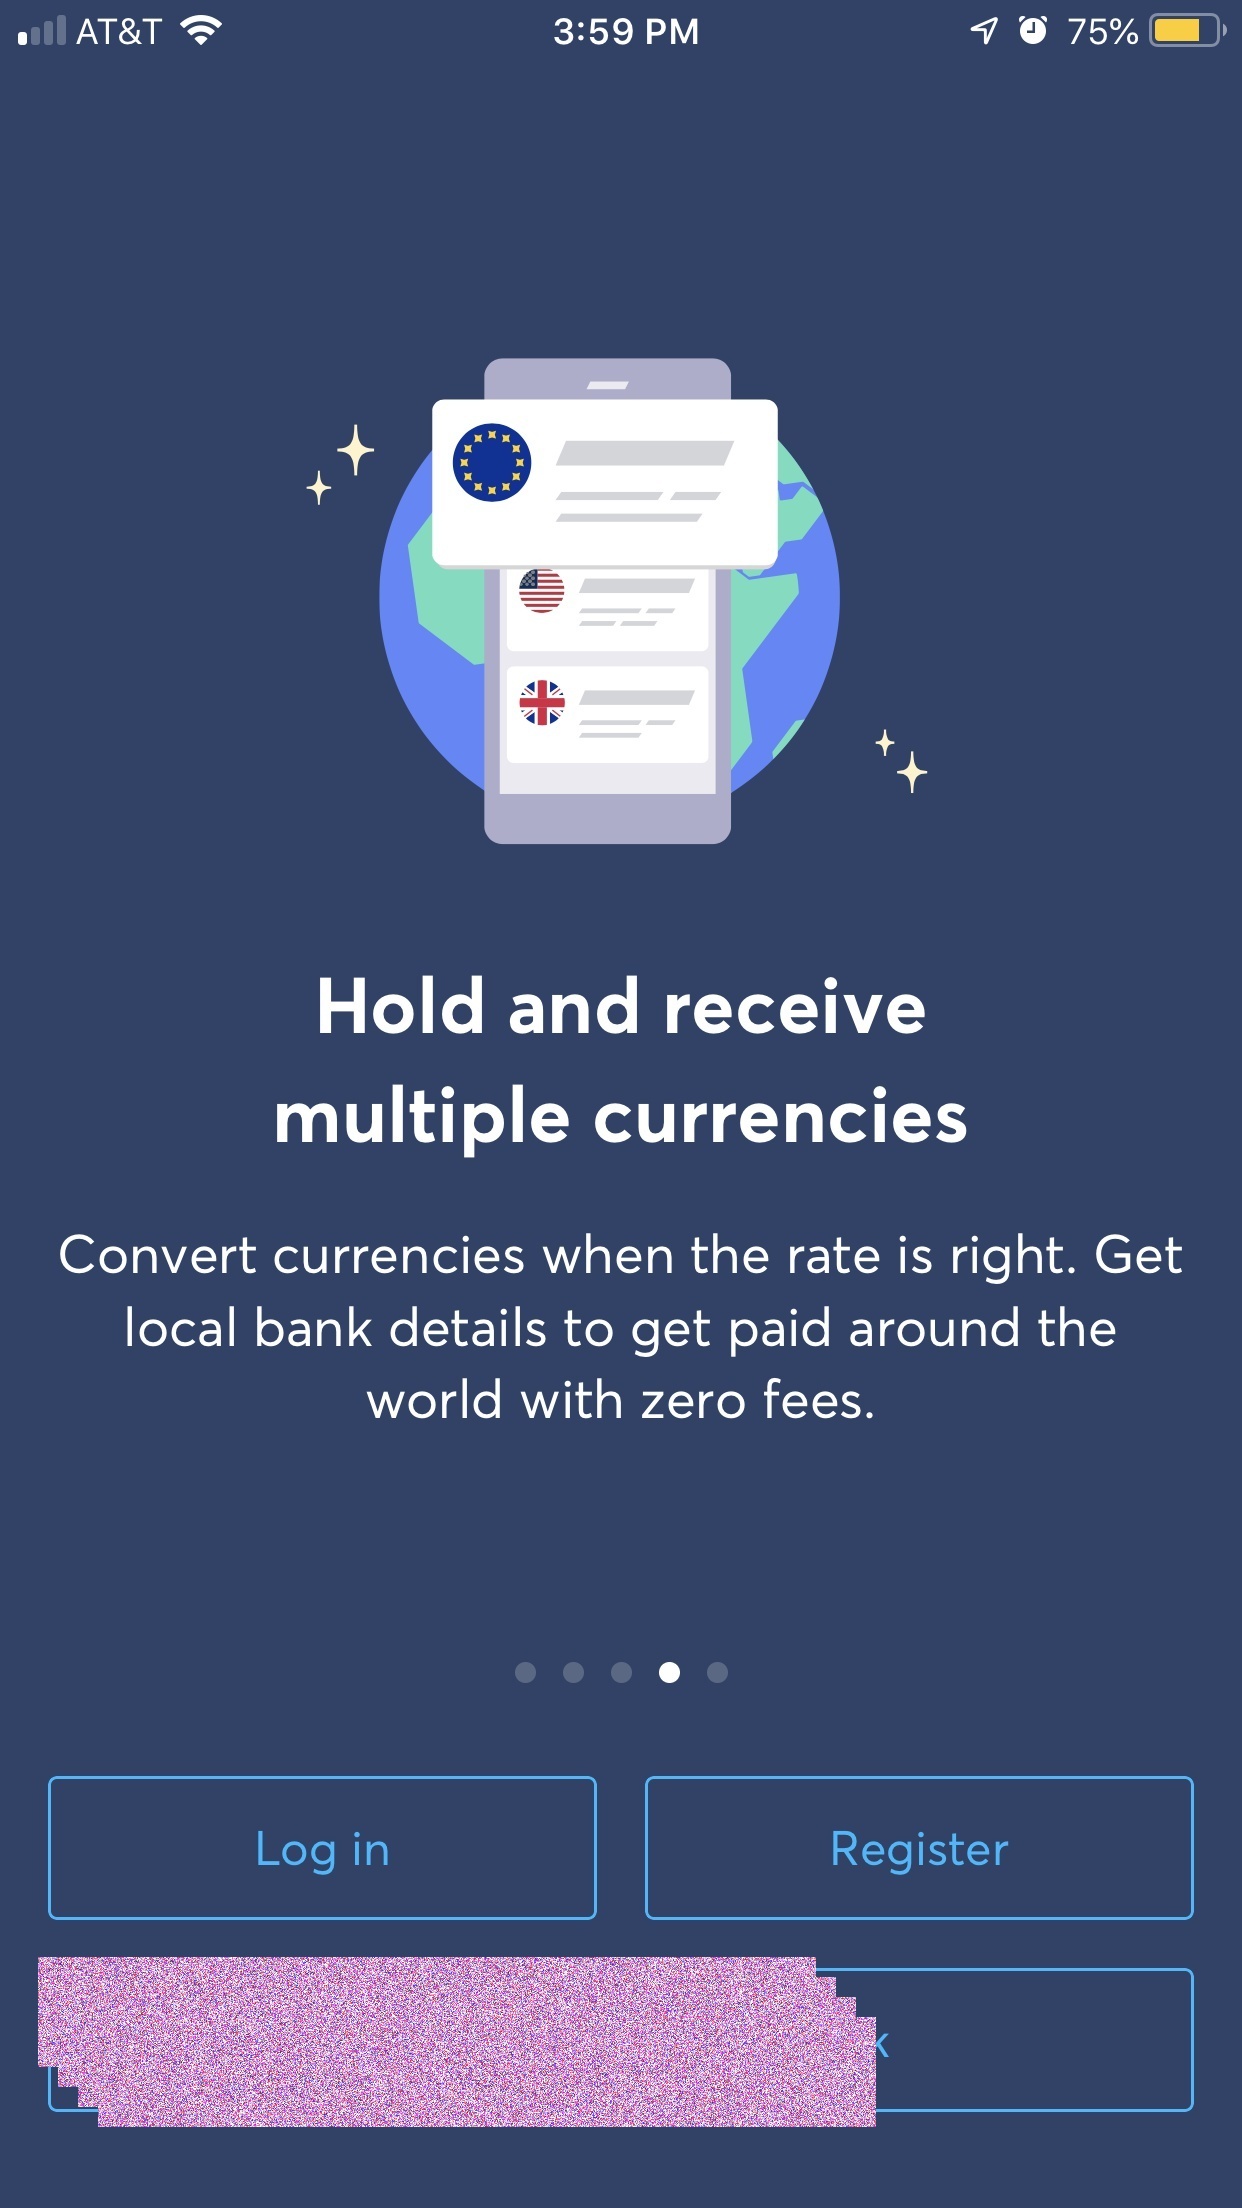 AT&T 3:59 PM 75%
Hold and receive
multiple currencies
Convert currencies when the rate is right. Get
local bank details to get paid around the
world with zero fees.
Log in Register